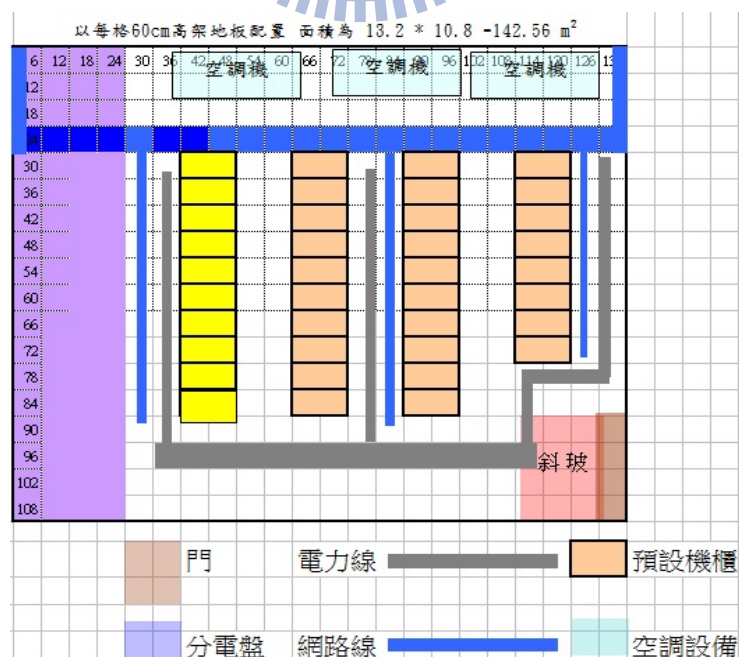 以每格60cm高架地板配置 面積為 13.2 * 10.8 -142.56 m²
6 12 18 24 30 36 42 48 54 60 66 72 78 84 90 96 102 108 114 120 126 13
空調機 空調機 空調機
12
18
30
36
42
48
54
60
66
72
78
84
90
96
102
108
斜玻
門 電力線 預設機櫃
分電盤 網路線 空調設備